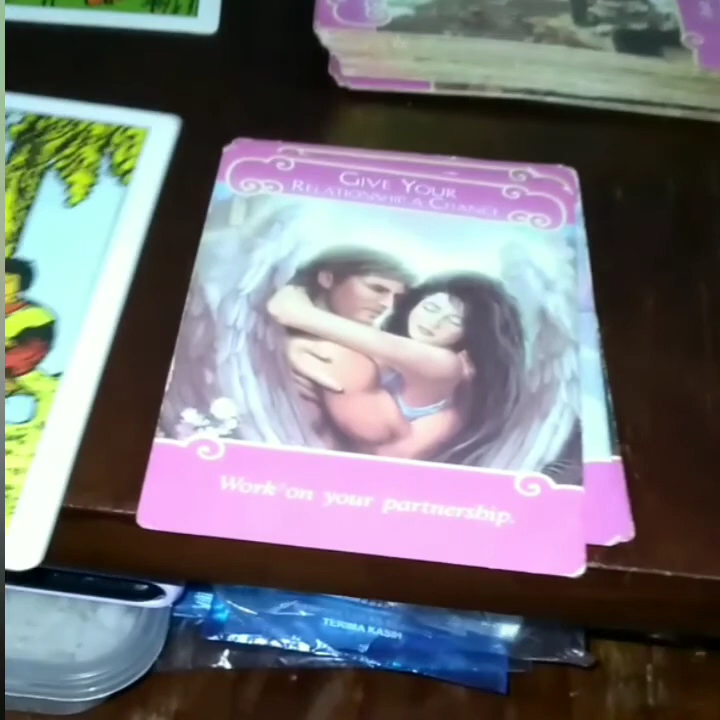 GIVE YOUR
RELATIONSHIP A CHANCE
Work on your partnership.
TERIMA KASIH